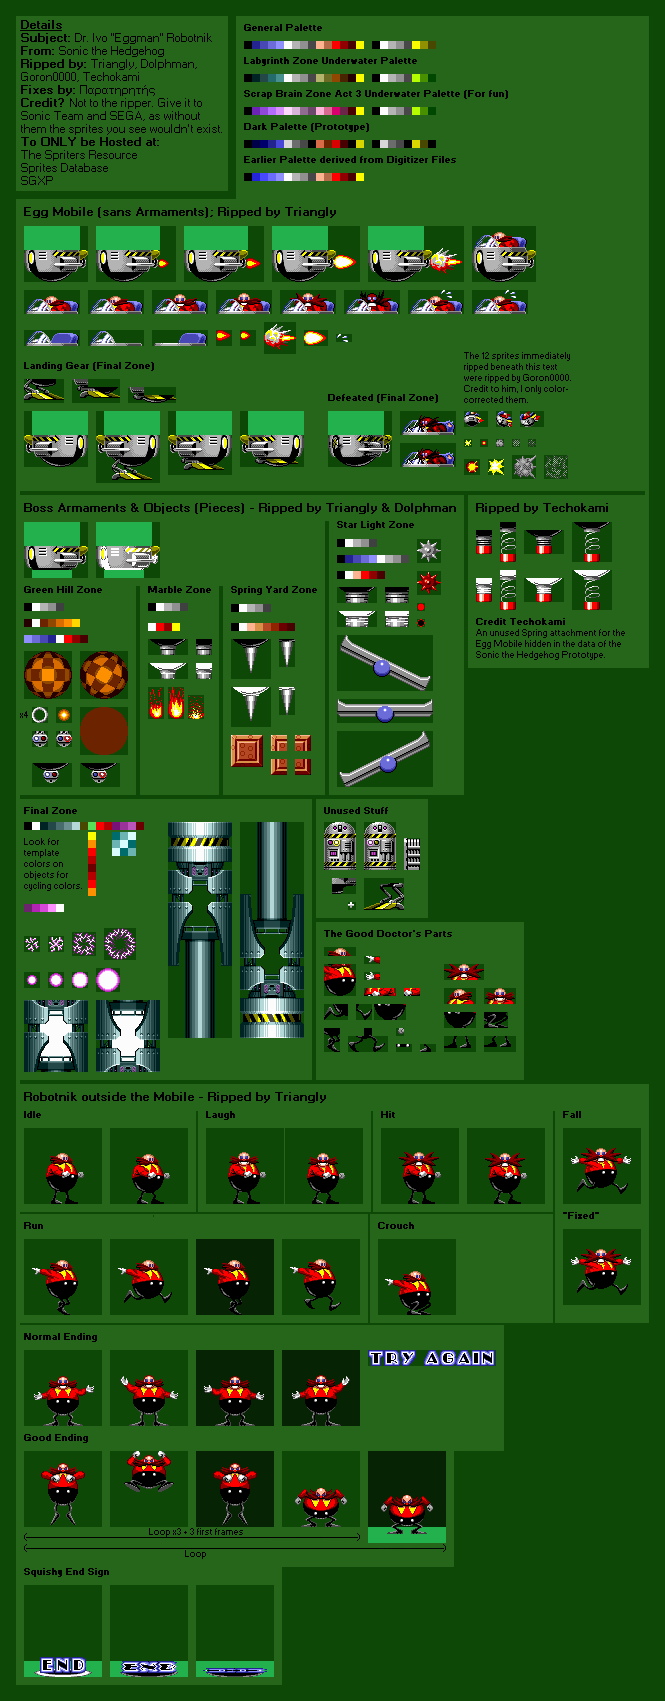 Details
Subject: Dr. Ivo "Eggman" Robotnik
From: Sonic the Hedgehog
Ripped by: Triangly, Dolphman,
Goron0000, Techokami
Fixes by: Παρατηρητής
Credit? Not to the ripper. Give it to
Sonic Team and SEGA, as without
them the sprites you see wouldn't exist.
To ONLY be Hosted at:
The Spriters Resource
Sprites Database
SGXP
General Palette
Labyrinth Zone Underwater Palette
Scrap Brain Zone Act 3 Underwater Palette (For fun)
Dark Palette (Prototype)
Earlier Palette derived from Digitizer Files
Egg Mobile (sans Armaments); Ripped by Triangly
Landing Gear (Final Zone)
Defeated (Final Zone)
The 12 sprites immediately
ripped beneath this text
were ripped by Goron0000.
Credit to him, I only color-
corrected them.
Boss Armaments & Objects (Pieces) - Ripped by Triangly & Dolphman
Green Hill Zone
x4
Marble Zone
Spring Yard Zone
Star Light Zone
Ripped by Techokami
Credit Techokami
An unused Spring attachment for the
Egg Mobile hidden in the data of the
Sonic the Hedgehog Prototype.
Final Zone
Look for
template
colors on
objects for
cycling colors.
Unused Stuff
The Good Doctor's Parts
Robotnik outside the Mobile - Ripped by Triangly
Idle
Laugh
Hit
Fall
Run
Crouch
"Fixed"
Normal Ending
TRY AGAIN
Good Ending
Loop x3 + 3 first frames
Loop
Squishy End Sign
END
END